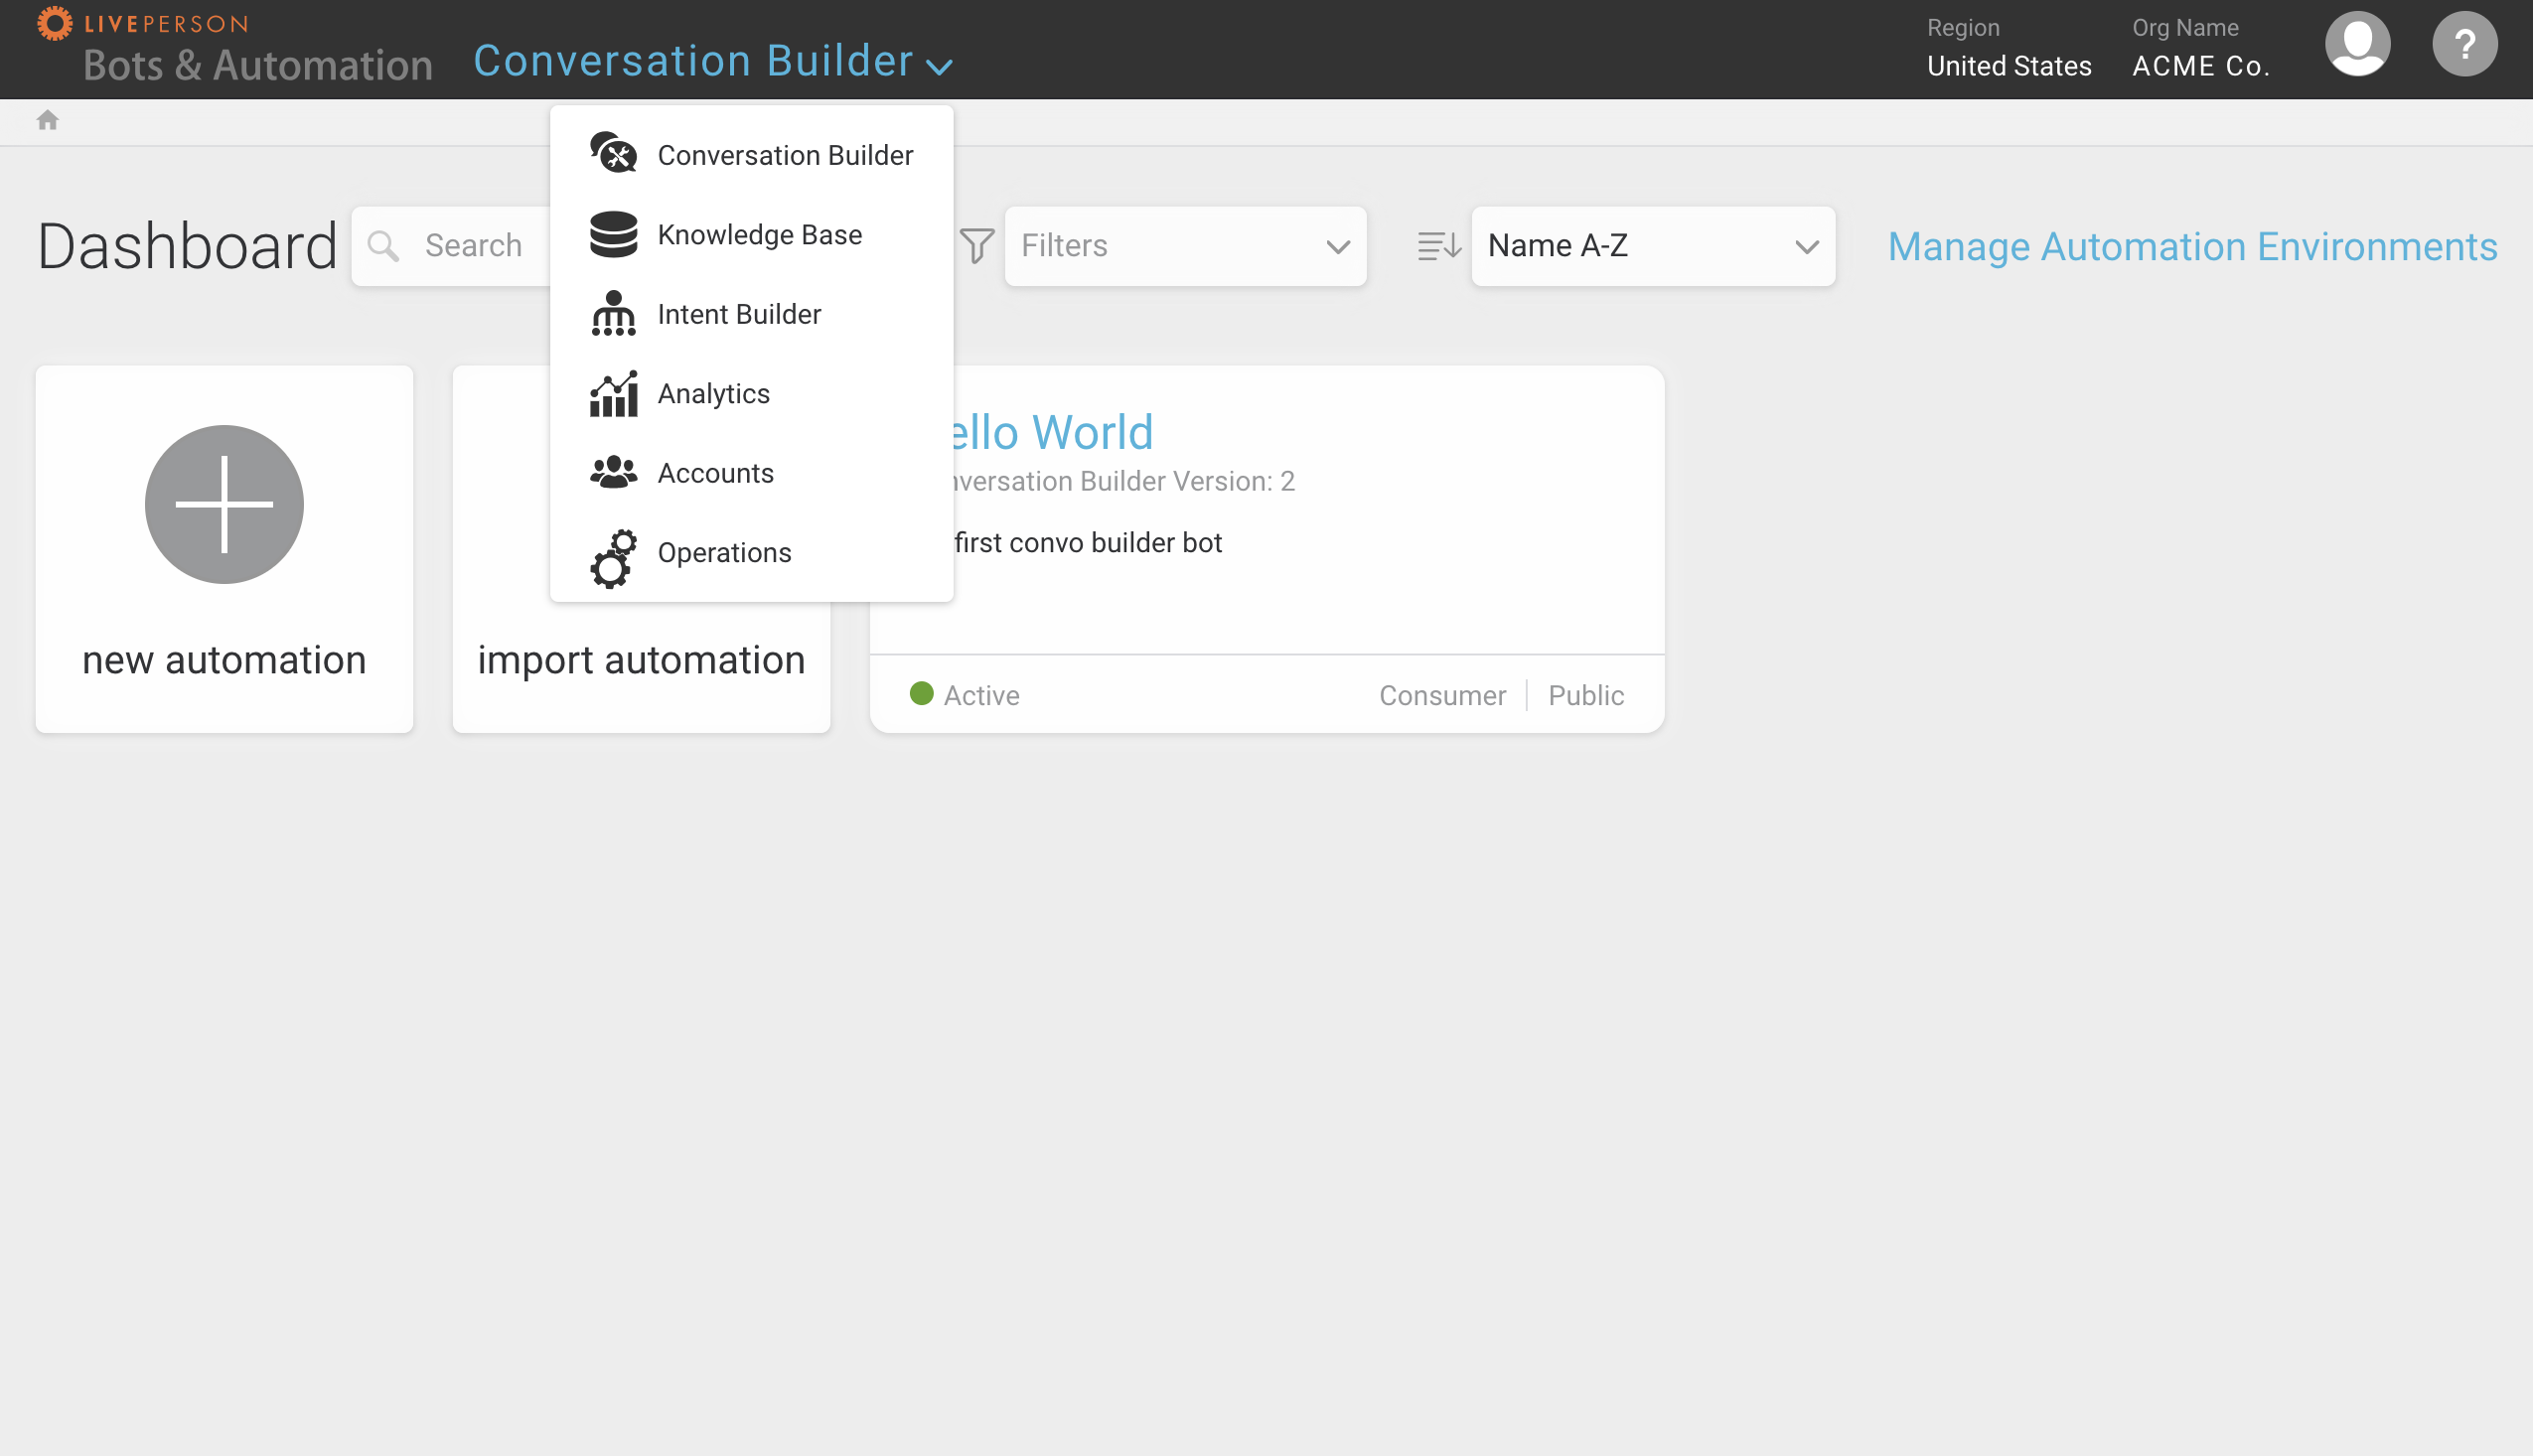 LIVEPERSON
Bots & Automation
Conversation Builder
Region
United States
Org Name
ACME Co.
?
Conversation Builder
Knowledge Base
Intent Builder
Analytics
Accounts
Operations
Dashboard
Search
Filters
Name A-Z
Manage Automation Environments
new automation
import automation
ello World
nversation Builder Version: 2
first convo builder bot
Active
Consumer
Public